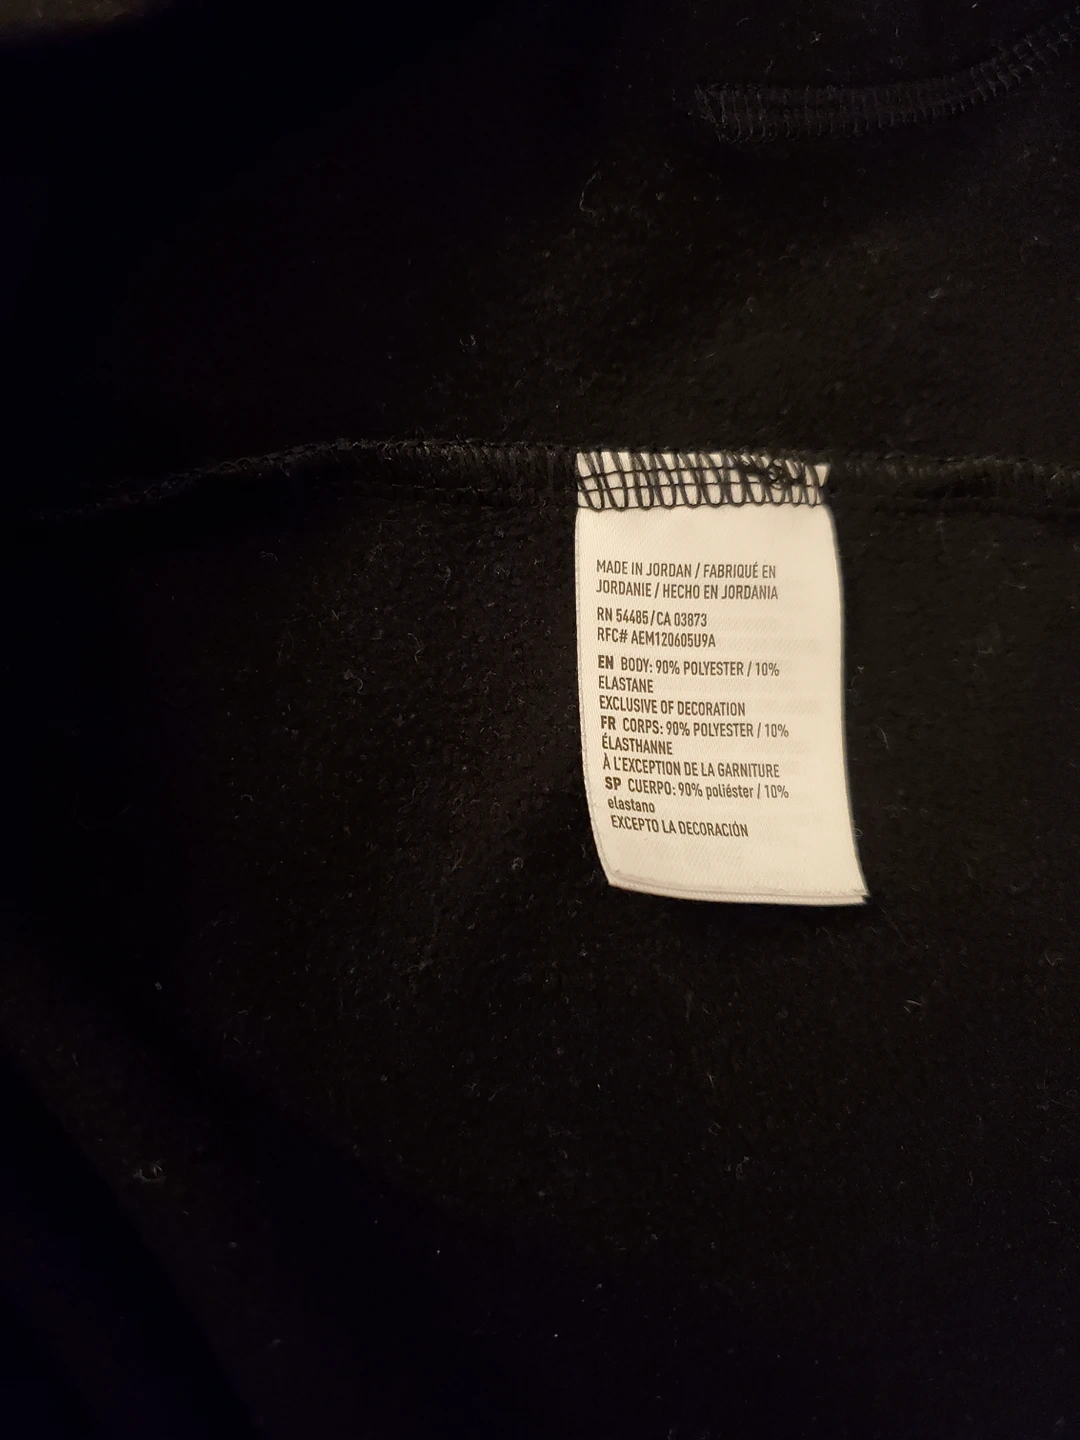 MADE IN JORDAN / FABRIQUÉ EN
JORDANIE / HECHO EN JORDANIA
RN 54485/CA 03873
RFC# AEM120605U9A
EN BODY: 90% POLYESTER / 10%
ELASTANE
EXCLUSIVE OF DECORATION
FR CORPS: 90% POLYESTER / 10%
ÉLASTHANNE
À L'EXCEPTION DE LA GARNITURE
SP CUERPO: 90% poliéster / 10%
elastano
EXCEPTO LA DECORACIÓN